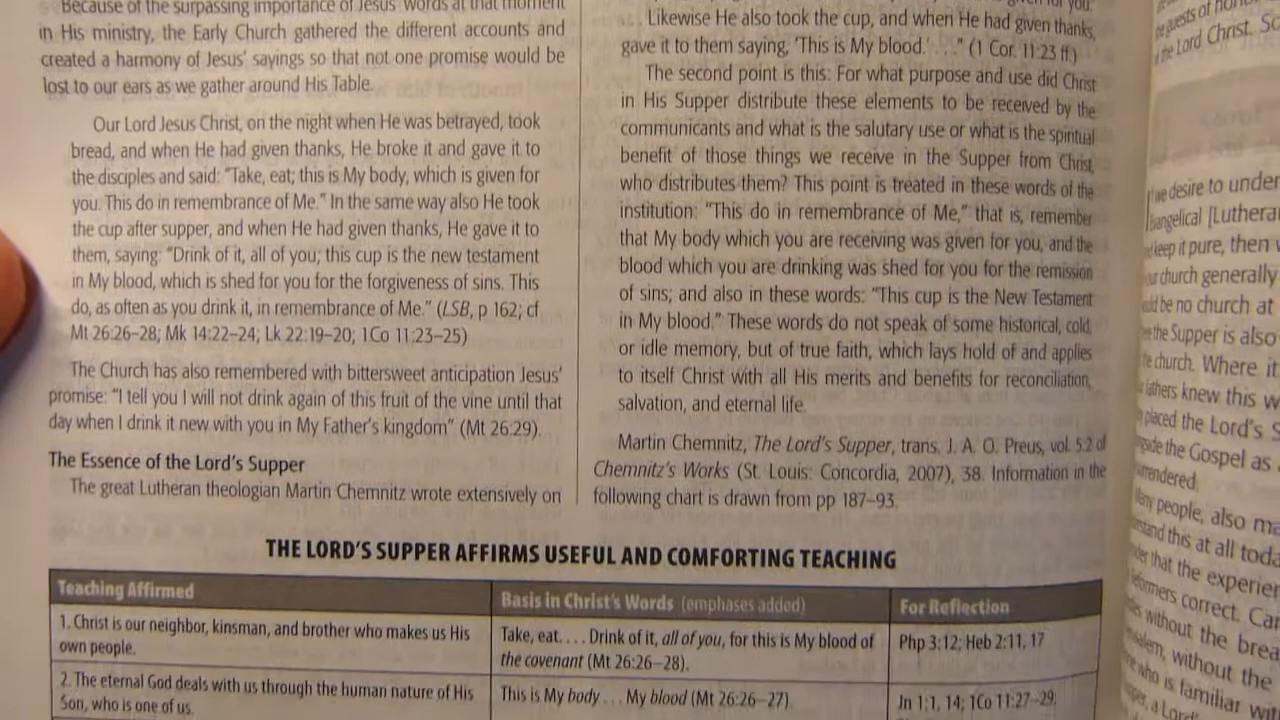 Because of the surpassing importance of Jesus' words at that moment
in His ministry, the Early Church gathered the different accounts and
created a harmony of Jesus' sayings so that not one promise would be
lost to our ears as we gather around His Table.
Our Lord Jesus Christ, on the night when He was betrayed, took
bread, and when He had given thanks, He broke it and gave it to
the disciples and said: "Take, eat; this is My body, which is given for
you. This do in remembrance of Me." In the same way also He took
the cup after supper, and when He had given thanks, He gave it to
them, saying: "Drink of it, all of you; this cup is the new testament
in My blood, which is shed for you for the forgiveness of sins. This
do, as often as you drink it, in remembrance of Me." (LSB, p 162; cf
Mt 26:26–28; Mk 14:22–24; Lk 22:19–20; 1Co 11:23–25)
The Church has also remembered with bittersweet anticipation Jesus'
promise: "I tell you I will not drink again of this fruit of the vine until that
day when I drink it new with you in My Father's kingdom" (Mt 26:29).
The Essence of the Lord's Supper
The great Lutheran theologian Martin Chemnitz wrote extensively on
given for you.
Likewise He also took the cup, and when He had given thanks,
gave it to them saying, 'This is My blood.' . . ." (1 Cor. 11:23 ff.)
The second point is this: For what purpose and use did Christ
in His Supper distribute these elements to be received by the
communicants and what is the salutary use or what is the spiritual
benefit of those things we receive in the Supper from Christ,
who distributes them? This point is treated in these words of the
institution: "This do in remembrance of Me," that is, remember
that My body which you are receiving was given for you, and the
blood which you are drinking was shed for you for the remission
of sins; and also in these words: "This cup is the New Testament
in My blood." These words do not speak of some historical, cold,
or idle memory, but of true faith, which lays hold of and applies
to itself Christ with all His merits and benefits for reconciliation,
salvation, and eternal life.
Martin Chemnitz, The Lord's Supper, trans. J. A. O. Preus, vol. 5:2 of
Chemnitz's Works (St. Louis: Concordia, 2007), 38. Information in the
following chart is drawn from pp 187–93.
THE LORD'S SUPPER AFFIRMS USEFUL AND COMFORTING TEACHING
Teaching Affirmed Basis in Christ's Words (emphases added) For Reflection
1. Christ is our neighbor, kinsman, and brother who makes us His
own people.
Take, eat. . . . Drink of it, all of you, for this is My blood of
the covenant (Mt 26:26–28).
Php 3:12; Heb 2:11, 17
2. The eternal God deals with us through the human nature of His
Son, who is one of us.
This is My body . . . My blood (Mt 26:26–27).
Jn 1:1, 14; 1Co 11:27–29;
guests of
the Lord Christ.
we desire to
keep it pure, then
church generally
be no church at
the Supper is also
church. Where it
fathers knew this
placed the Lord's
the Gospel as
people, also
this at all
that the
correct.
without the
without the
who is familiar